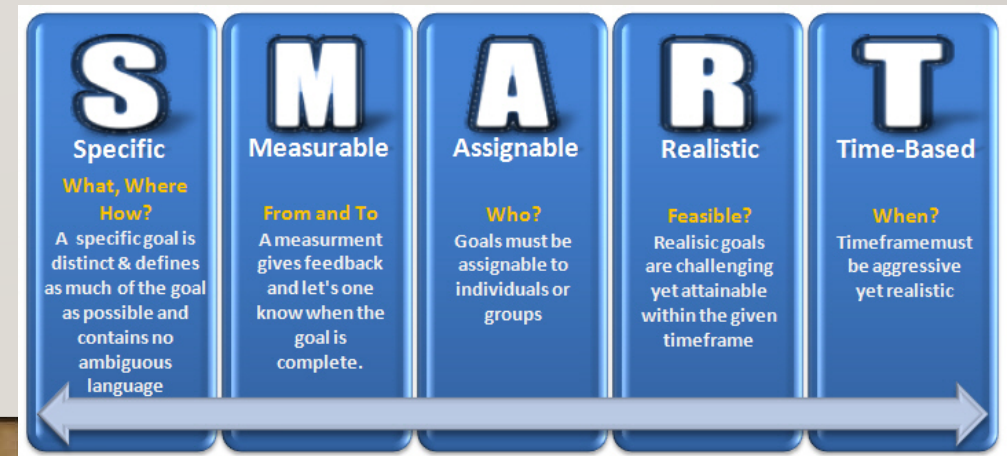 S
Specific
What, Where
How?
A specific goal is
distinct & defines
as much of the goal
as possible and
contains no
ambiguous
language
M
Measurable
From and To
A measurment
gives feedback
and let's one
know when the
goal is
complete.
A
Assignable
Who?
Goals must be
assignable to
individuals or
groups
R
Realistic
Feasible?
Realisic goals
are challenging
yet attainable
within the given
timeframe
T
Time-Based
When?
Timeframemust
be aggressive
yet realistic